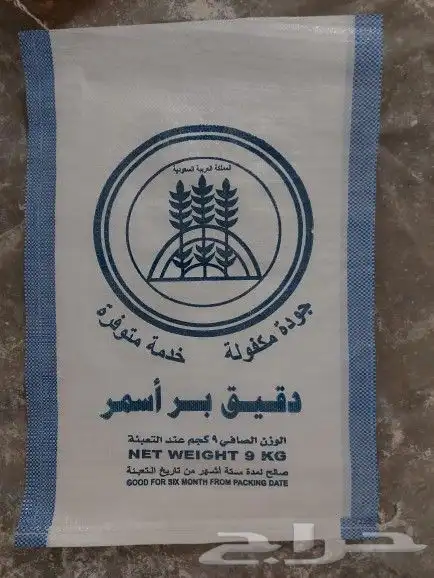 المملكة العربية السعودية
جودة مكفولة خدمة متوفرة
دقيق بر أسمر
الوزن الصافي ٩ كجم عند التعبئة
NET WEIGHT 9 KG
صالح لمدة ستة أشهر من تاريخ التعبئة
GOOD FOR SIX MONTH FROM PACKING DATE
حراج